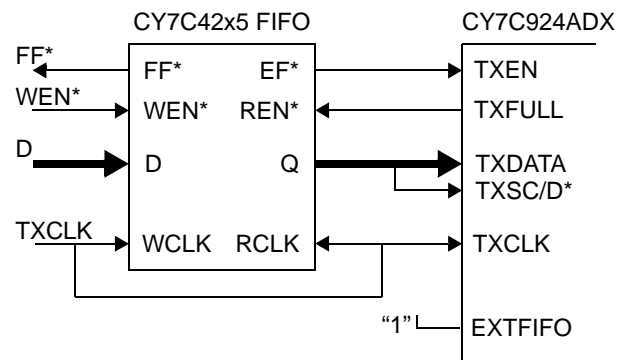 CY7C42x5 FIFO CY7C924ADX
FF* FF* EF* TXEN
WEN* WEN* REN* TXFULL
D D Q TXDATA
TXSC/D*
TXCLK WCLK RCLK TXCLK
“1” EXTFIFO